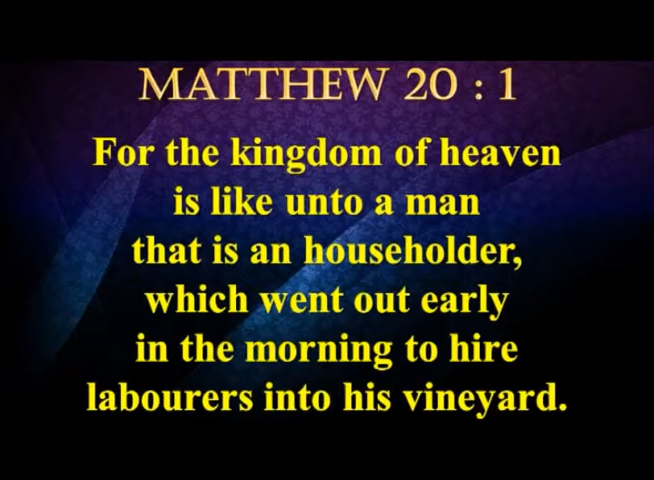 MATTHEW 20 : 1
For the kingdom of heaven
is like unto a man
that is an householder,
which went out early
in the morning to hire
labourers into his vineyard.